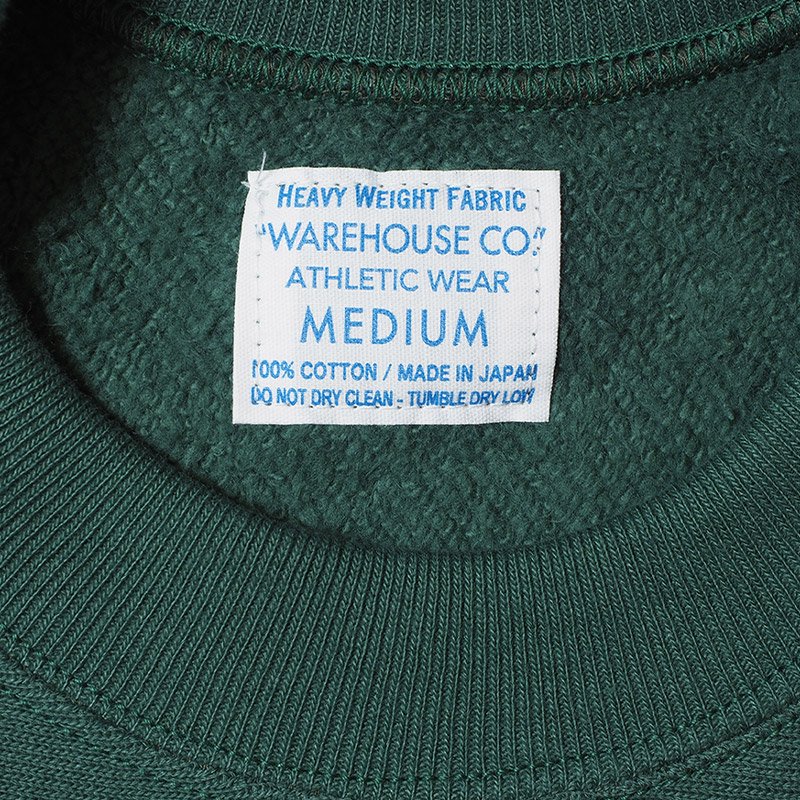 HEAVY WEIGHT FABRIC
"WAREHOUSE CO."
ATHLETIC WEAR
MEDIUM
100% COTTON / MADE IN JAPAN
DO NOT DRY CLEAN - TUMBLE DRY LOW